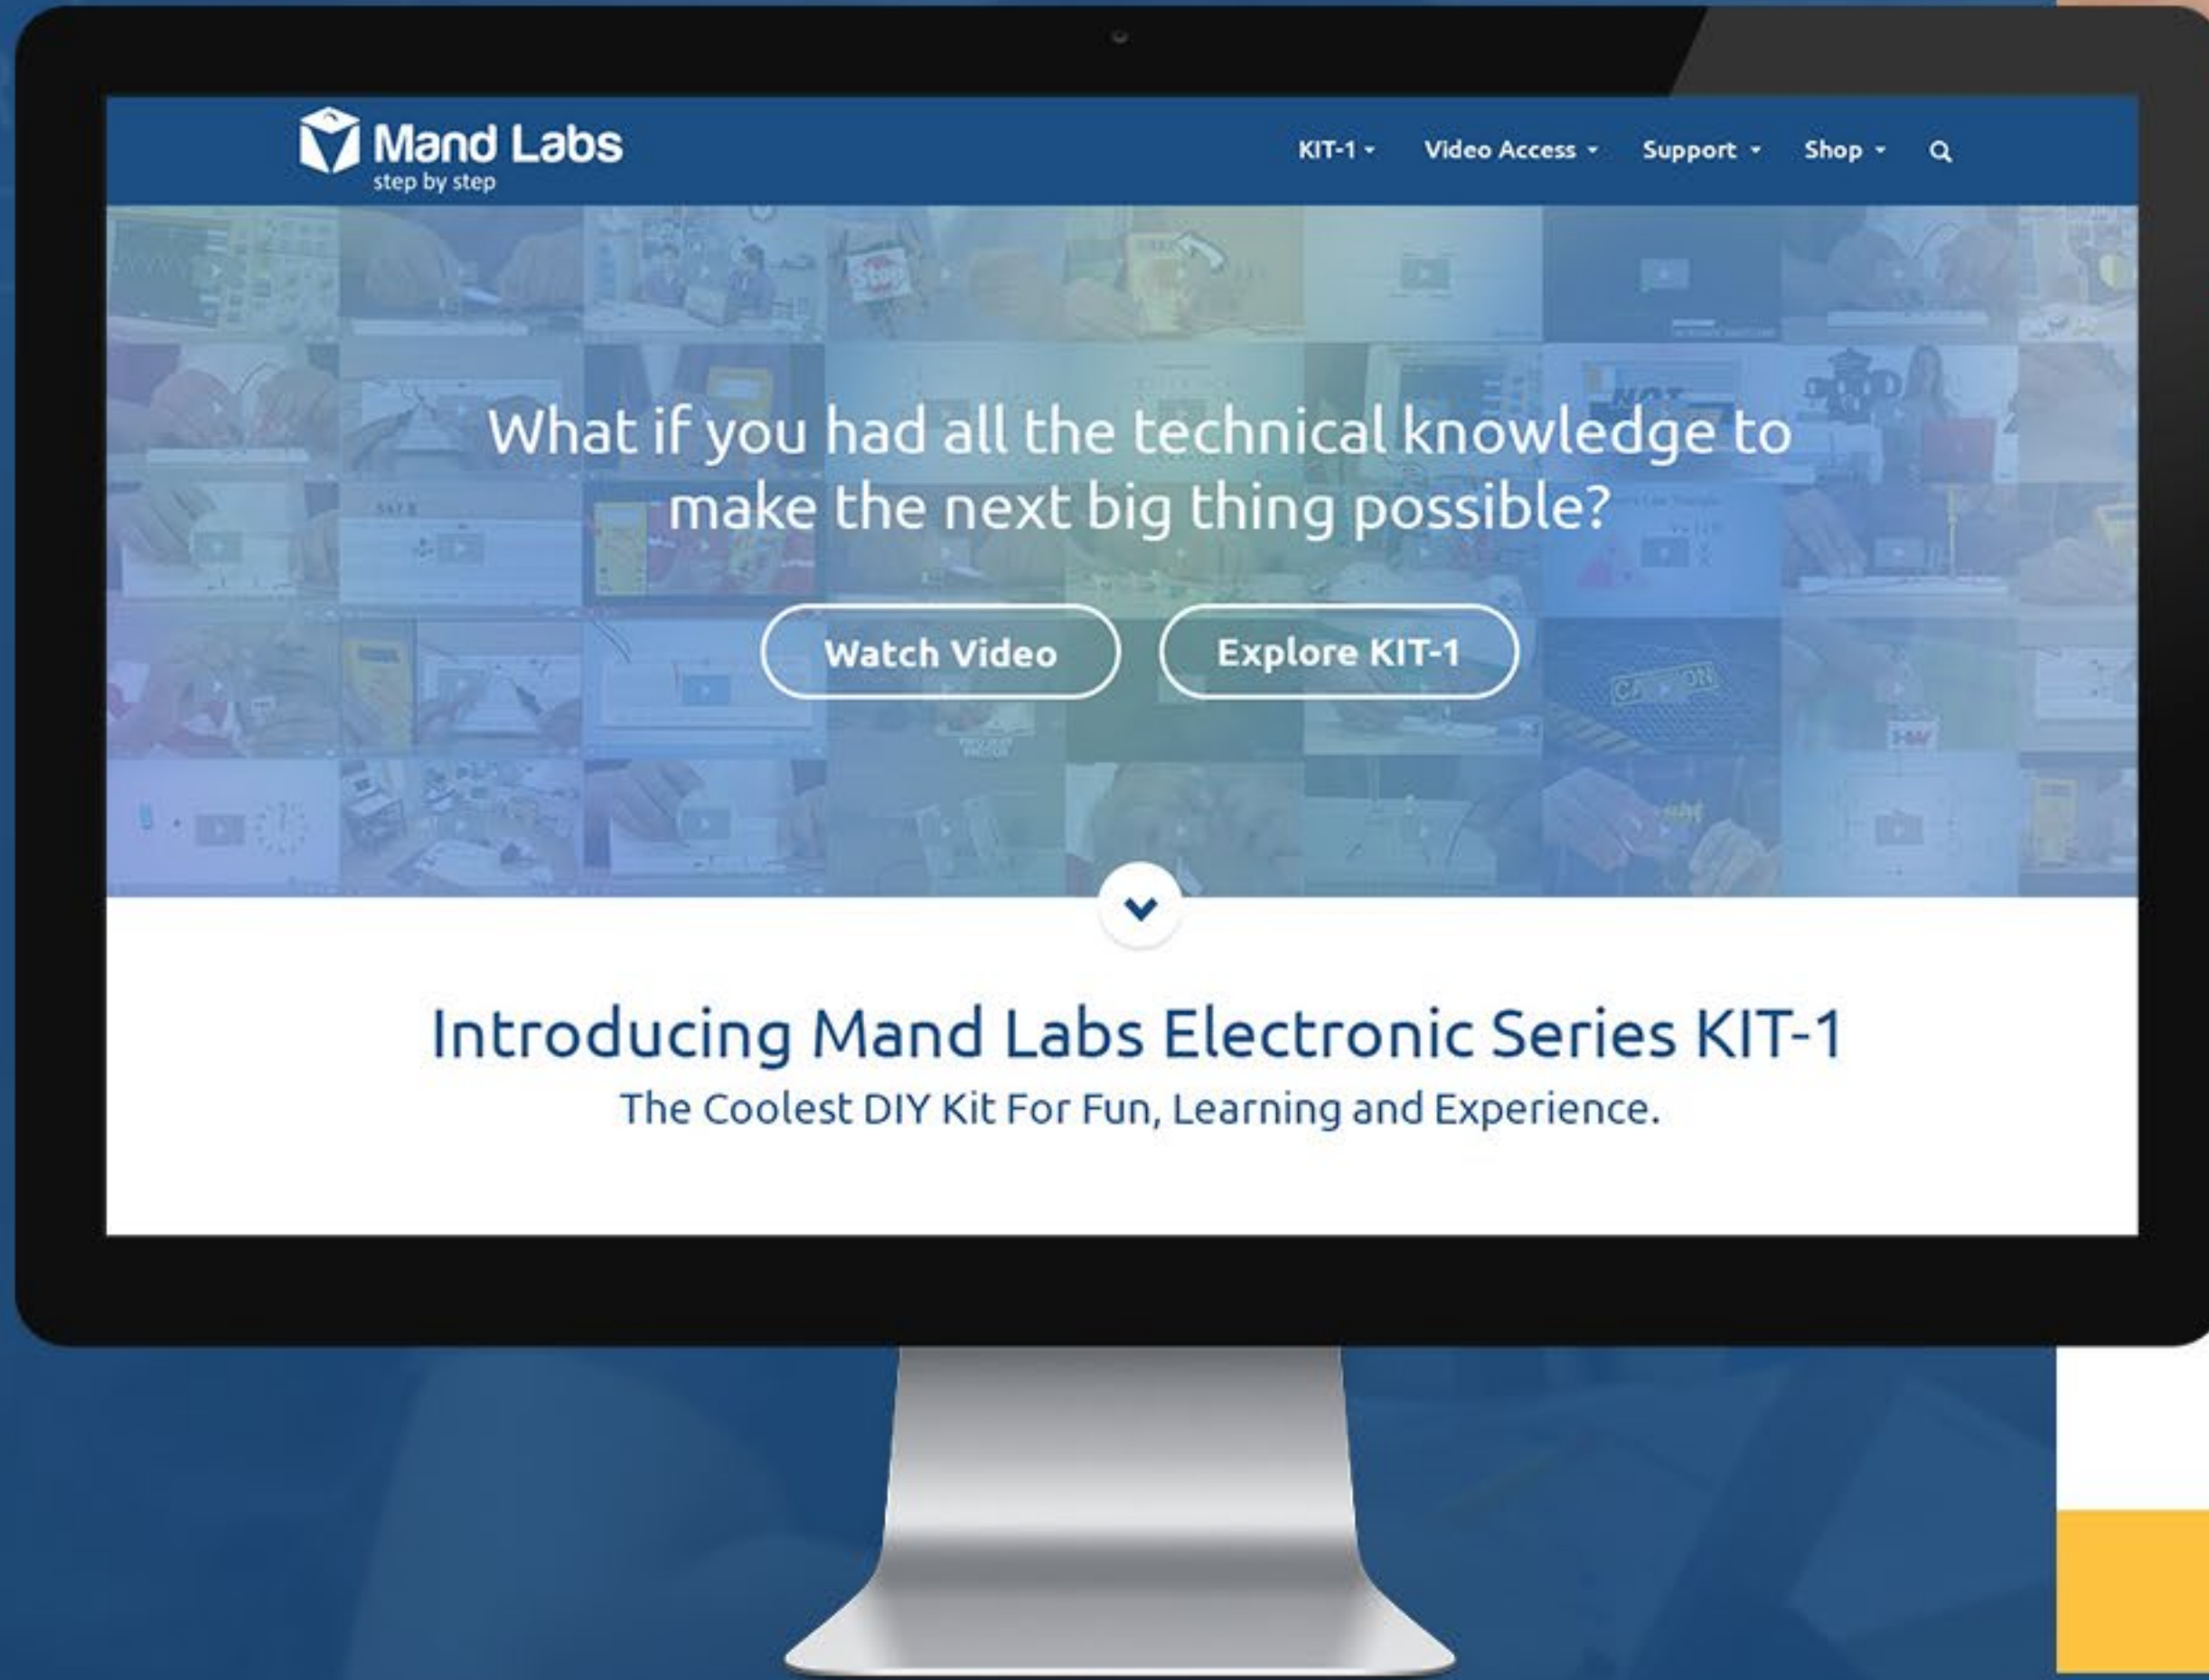 Mand Labs
step by step
KIT-1
Video Access
Support
Shop
What if you had all the technical knowledge to
make the next big thing possible?
Watch Video
Explore KIT-1
Introducing Mand Labs Electronic Series KIT-1
The Coolest DIY Kit For Fun, Learning and Experience.